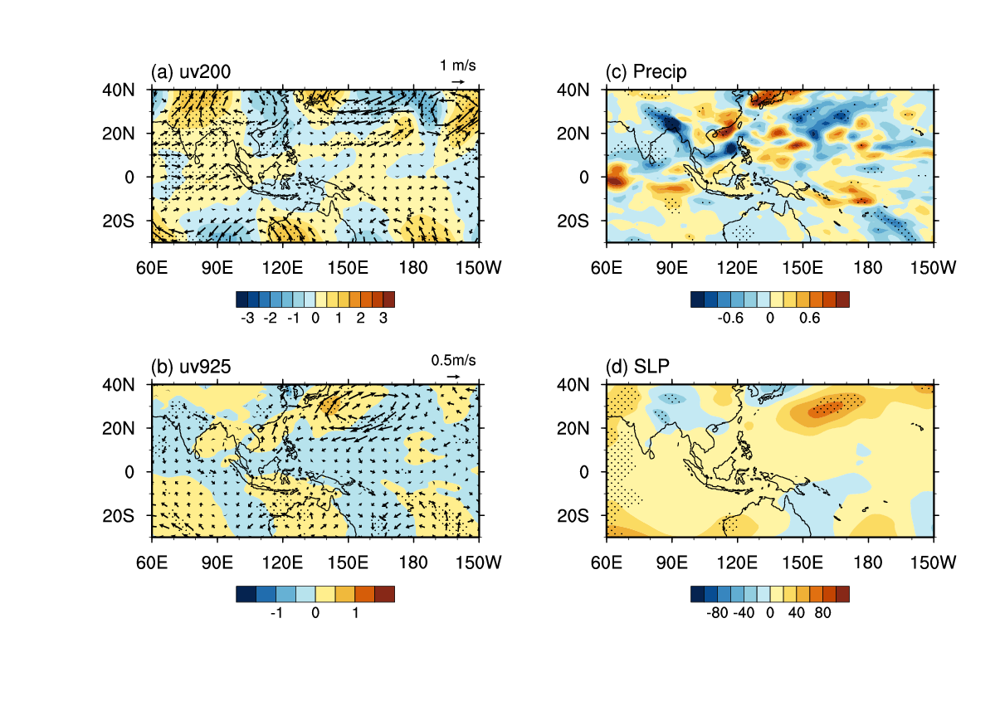 (a) uv200
1 m/s
40N
20N
0
20S
60E 90E 120E 150E 180 150W
-3 -2 -1 0 1 2 3
(c) Precip
40N
20N
0
20S
60E 90E 120E 150E 180 150W
-0.6 0 0.6
(b) uv925
0.5m/s
40N
20N
0
20S
60E 90E 120E 150E 180 150W
-1 0 1
(d) SLP
40N
20N
0
20S
60E 90E 120E 150E 180 150W
-80 -40 0 40 80